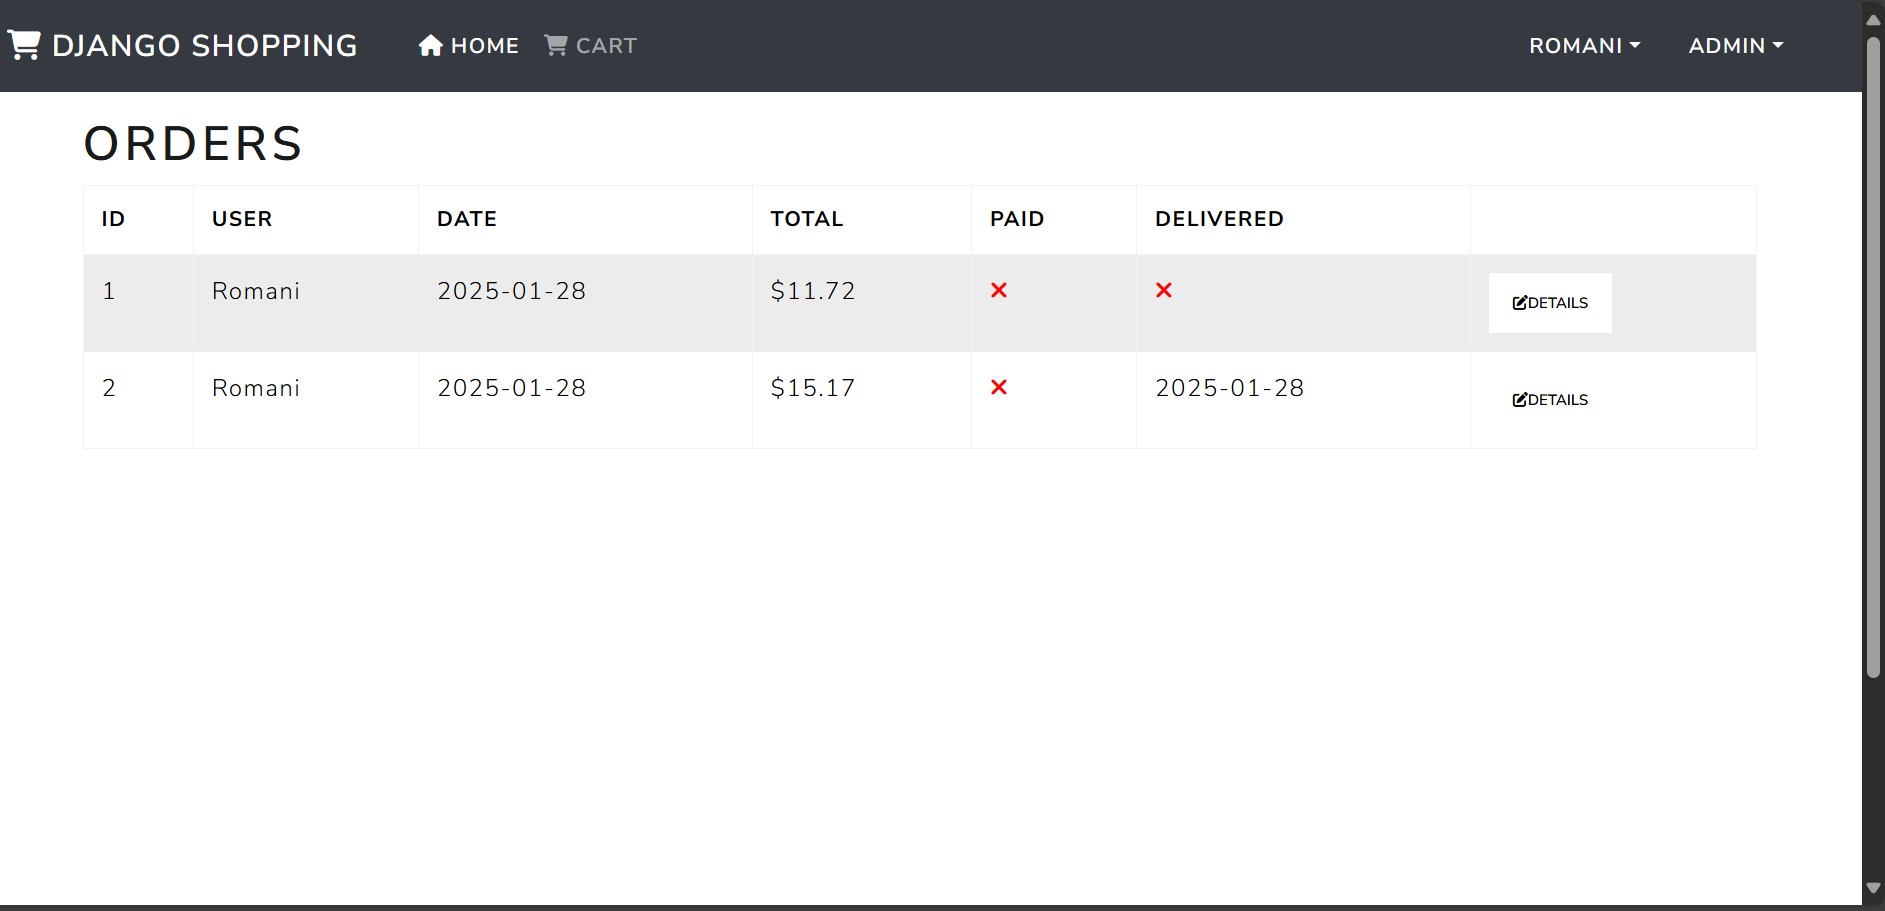 DJANGO SHOPPING HOME CART ROMANI ADMIN
ORDERS
ID USER DATE TOTAL PAID DELIVERED
1 Romani 2025-01-28 $11.72 DETAILS
2 Romani 2025-01-28 $15.17 2025-01-28 DETAILS